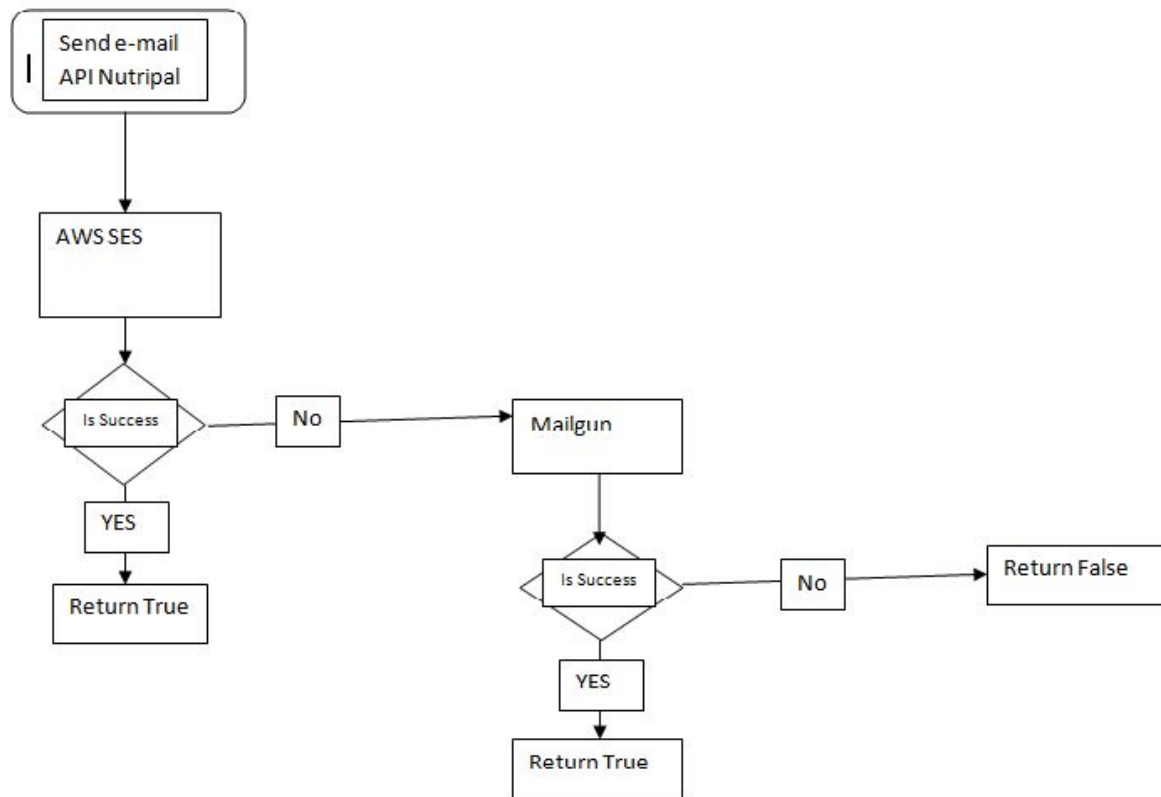 Send e-mail
API Nutripal
AWS SES
Is Success
No
Mailgun
YES
Return True
Is Success
No
Return False
YES
Return True